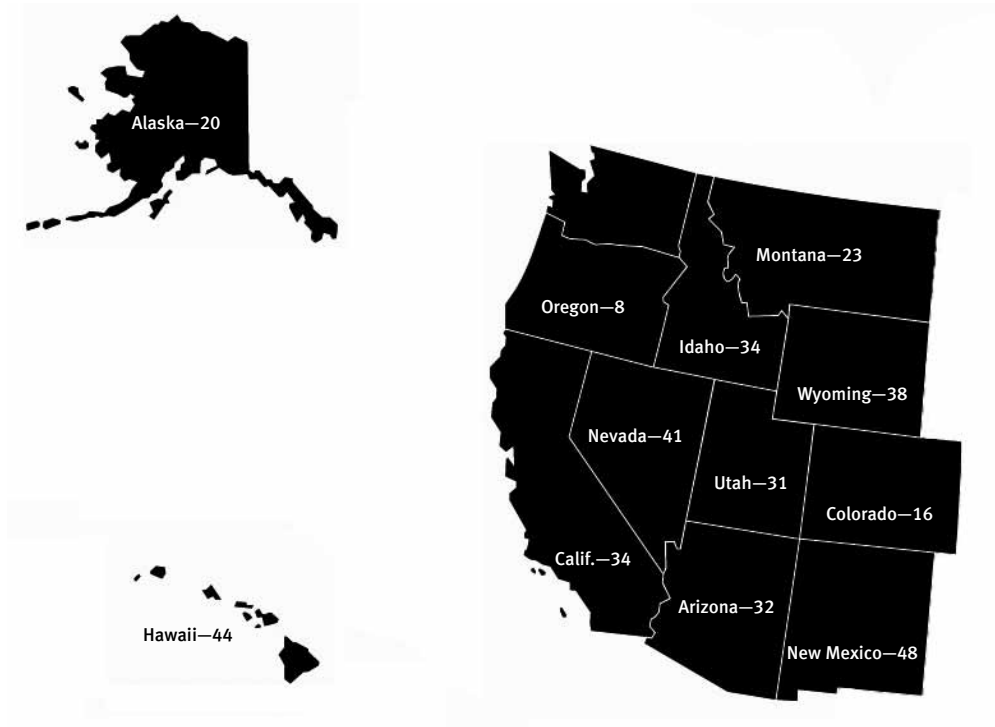 Alaska—20
Montana—23
Oregon—8
Idaho—34
Wyoming—38
Nevada—41
Utah—31
Colorado—16
Calif.—34
Arizona—32
Hawaii—44
New Mexico—48